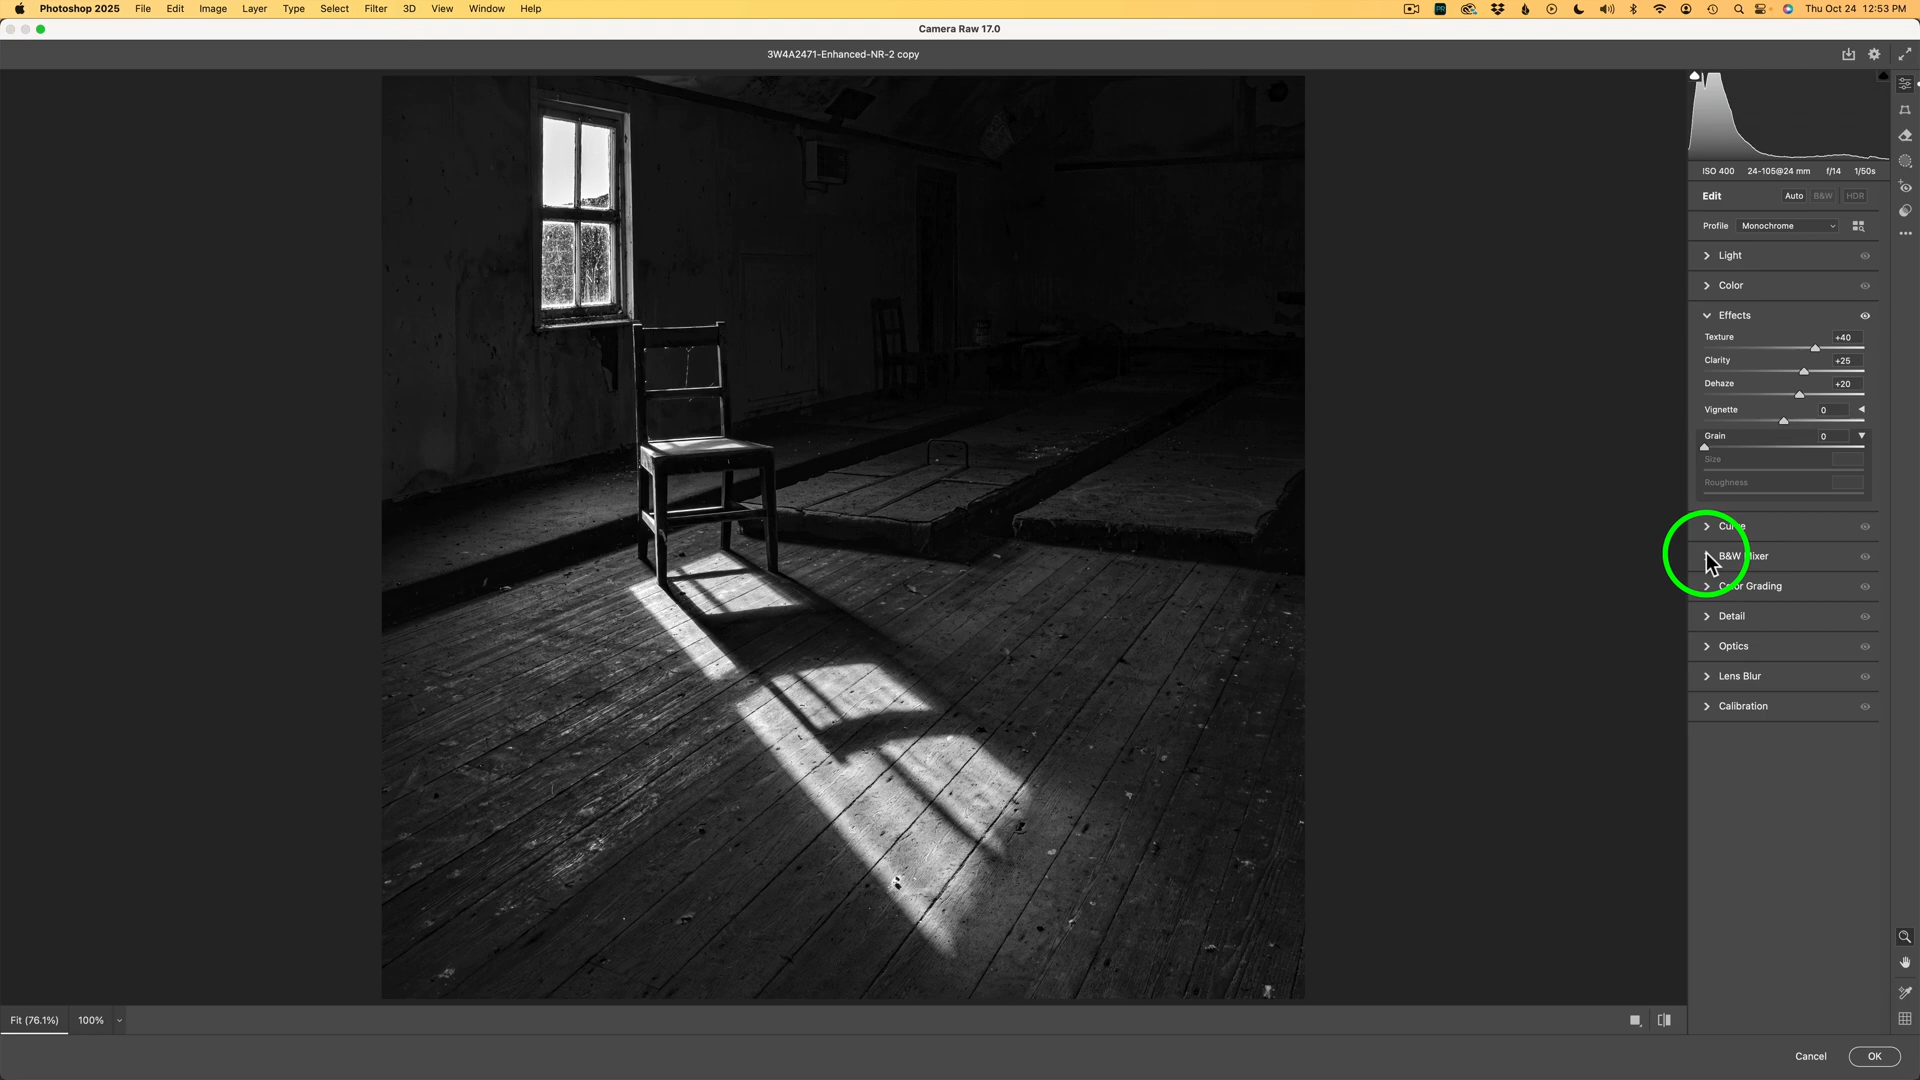 Photoshop 2025 File Edit Image Layer Type Select Filter 3D View Window Help Thu Oct 24 12:53 PM
Camera Raw 17.0
3W4A2471-Enhanced-NR-2 copy
ISO 400 24-105@24 mm f/14 1/50s
Edit Auto B&W HDR
Profile Monochrome
Light
Color
Effects
Texture +40
Clarity +25
Dehaze +20
Vignette 0
Grain 0
Size
Roughness
Curve
B&W Mixer
Color Grading
Detail
Optics
Lens Blur
Calibration
Fit (76.1%) 100%
Cancel OK